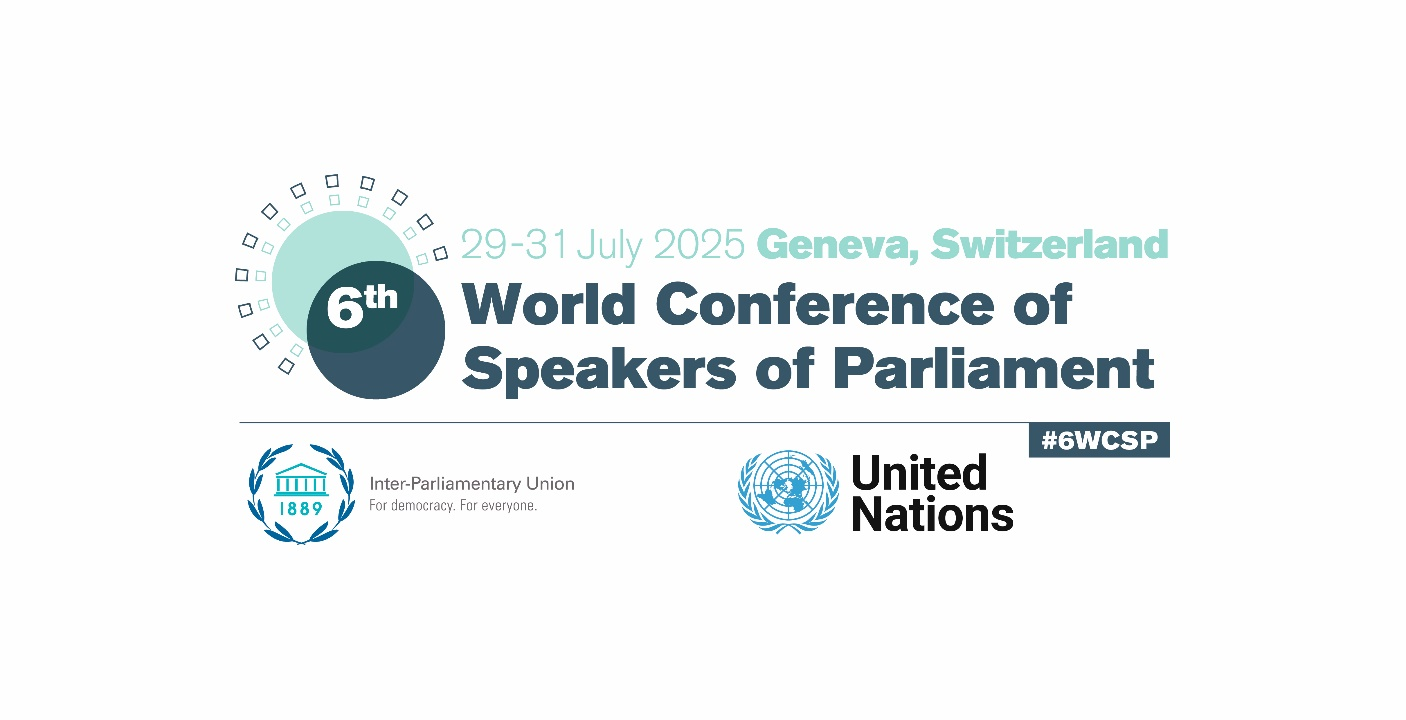 29-31 July 2025 Geneva, Switzerland
6th
World Conference of
Speakers of Parliament
#6WCSP
1889
Inter-Parliamentary Union
For democracy. For everyone.
United
Nations